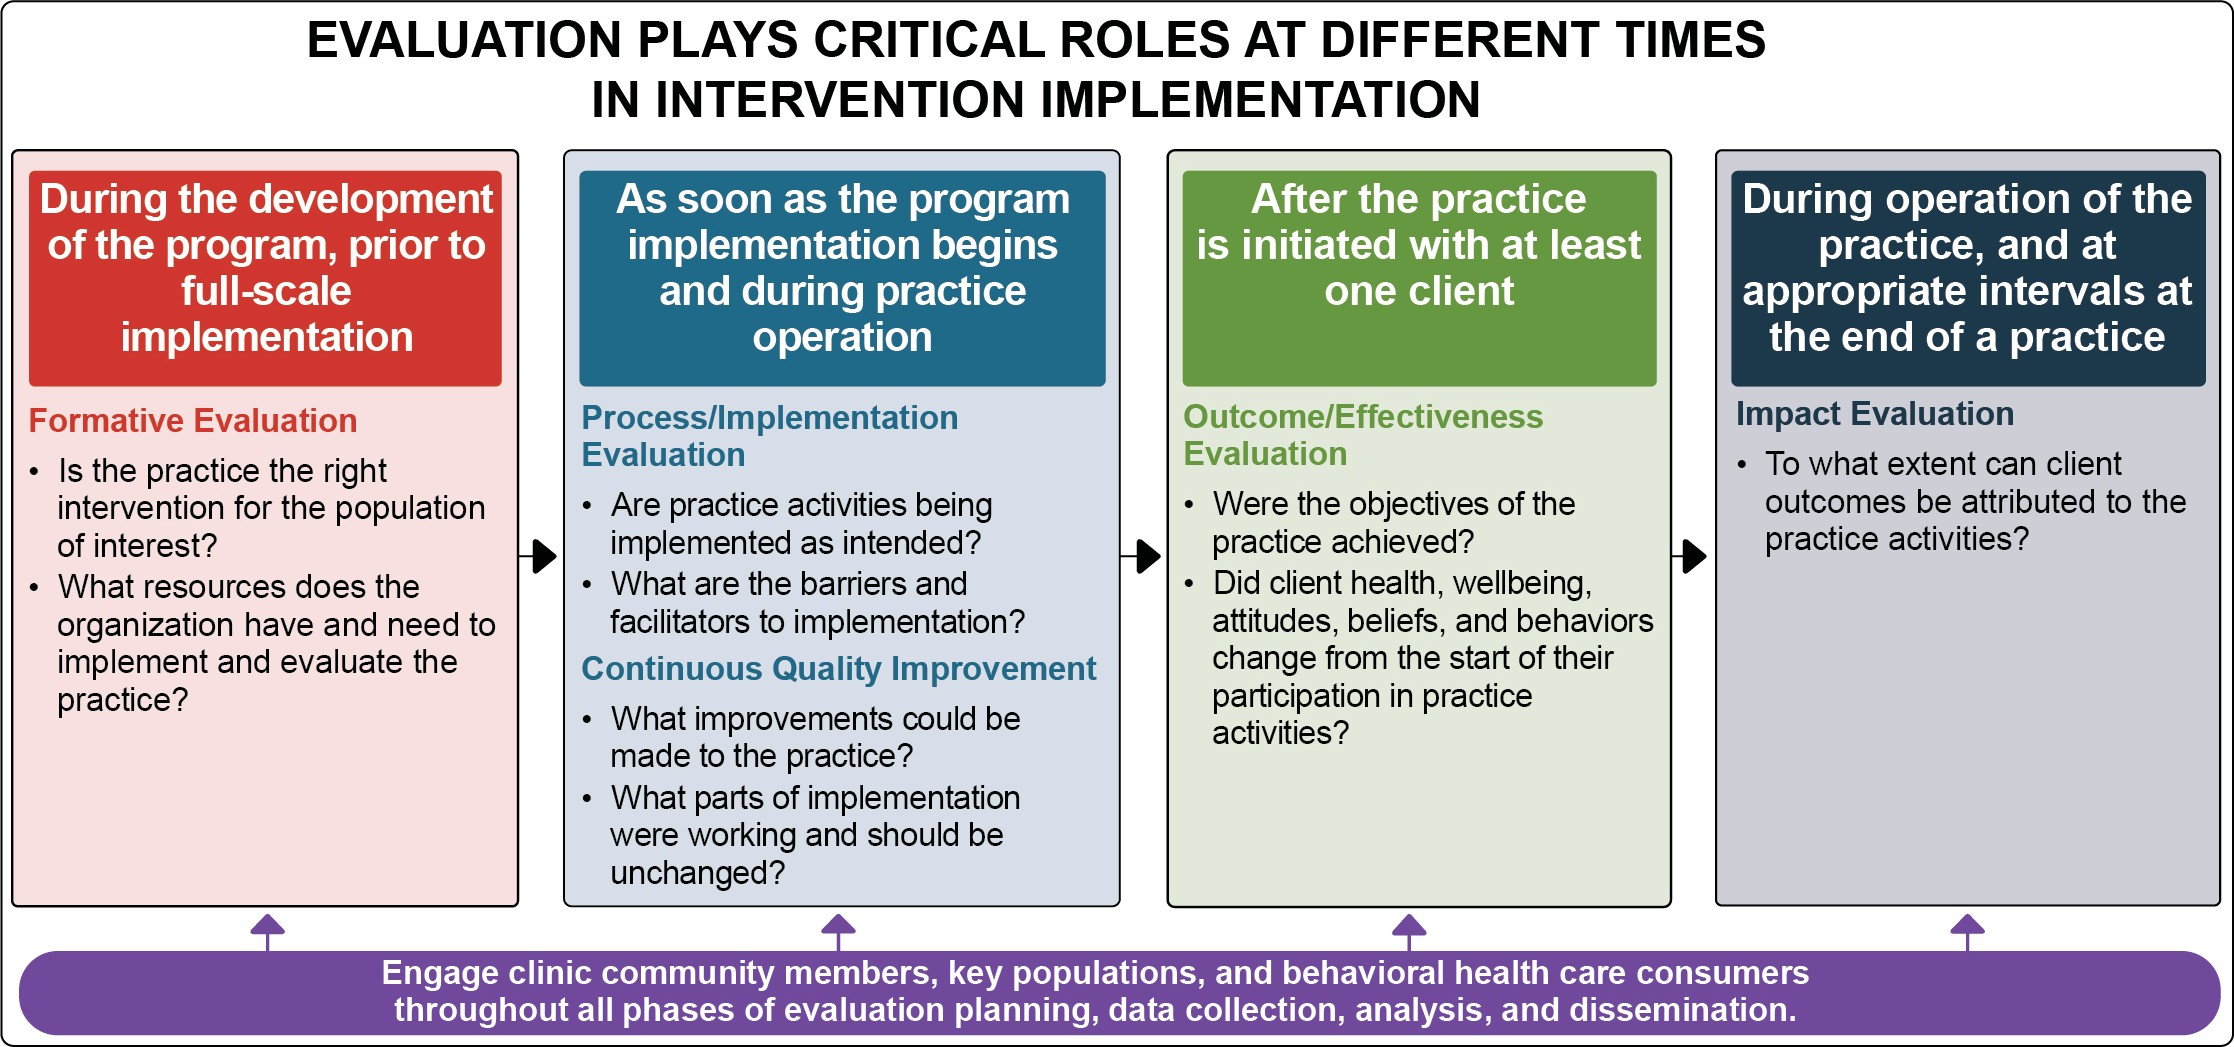 EVALUATION PLAYS CRITICAL ROLES AT DIFFERENT TIMES
IN INTERVENTION IMPLEMENTATION
During the development
of the program, prior to
full-scale
implementation
Formative Evaluation
• Is the practice the right
intervention for the population
of interest?
• What resources does the
organization have and need to
implement and evaluate the
practice?
As soon as the program
implementation begins
and during practice
operation
Process/Implementation
Evaluation
• Are practice activities being
implemented as intended?
• What are the barriers and
facilitators to implementation?
Continuous Quality Improvement
• What improvements could be
made to the practice?
• What parts of implementation
were working and should be
unchanged?
After the practice
is initiated with at least
one client
Outcome/Effectiveness
Evaluation
• Were the objectives of the
practice achieved?
• Did client health, wellbeing,
attitudes, beliefs, and behaviors
change from the start of their
participation in practice
activities?
During operation of the
practice, and at
appropriate intervals at
the end of a practice
Impact Evaluation
• To what extent can client
outcomes be attributed to the
practice activities?
Engage clinic community members, key populations, and behavioral health care consumers
throughout all phases of evaluation planning, data collection, analysis, and dissemination.